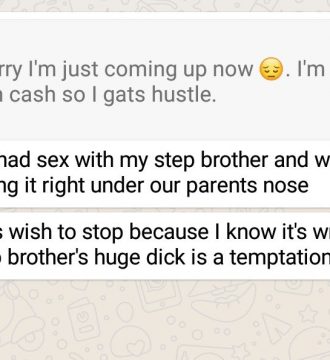 rry I'm just coming up now 😔. I'm
cash so I gats hustle.
had sex with my step brother and w
ng it right under our parents nose
wish to stop because I know it's w
brother's huge dick is a temptation